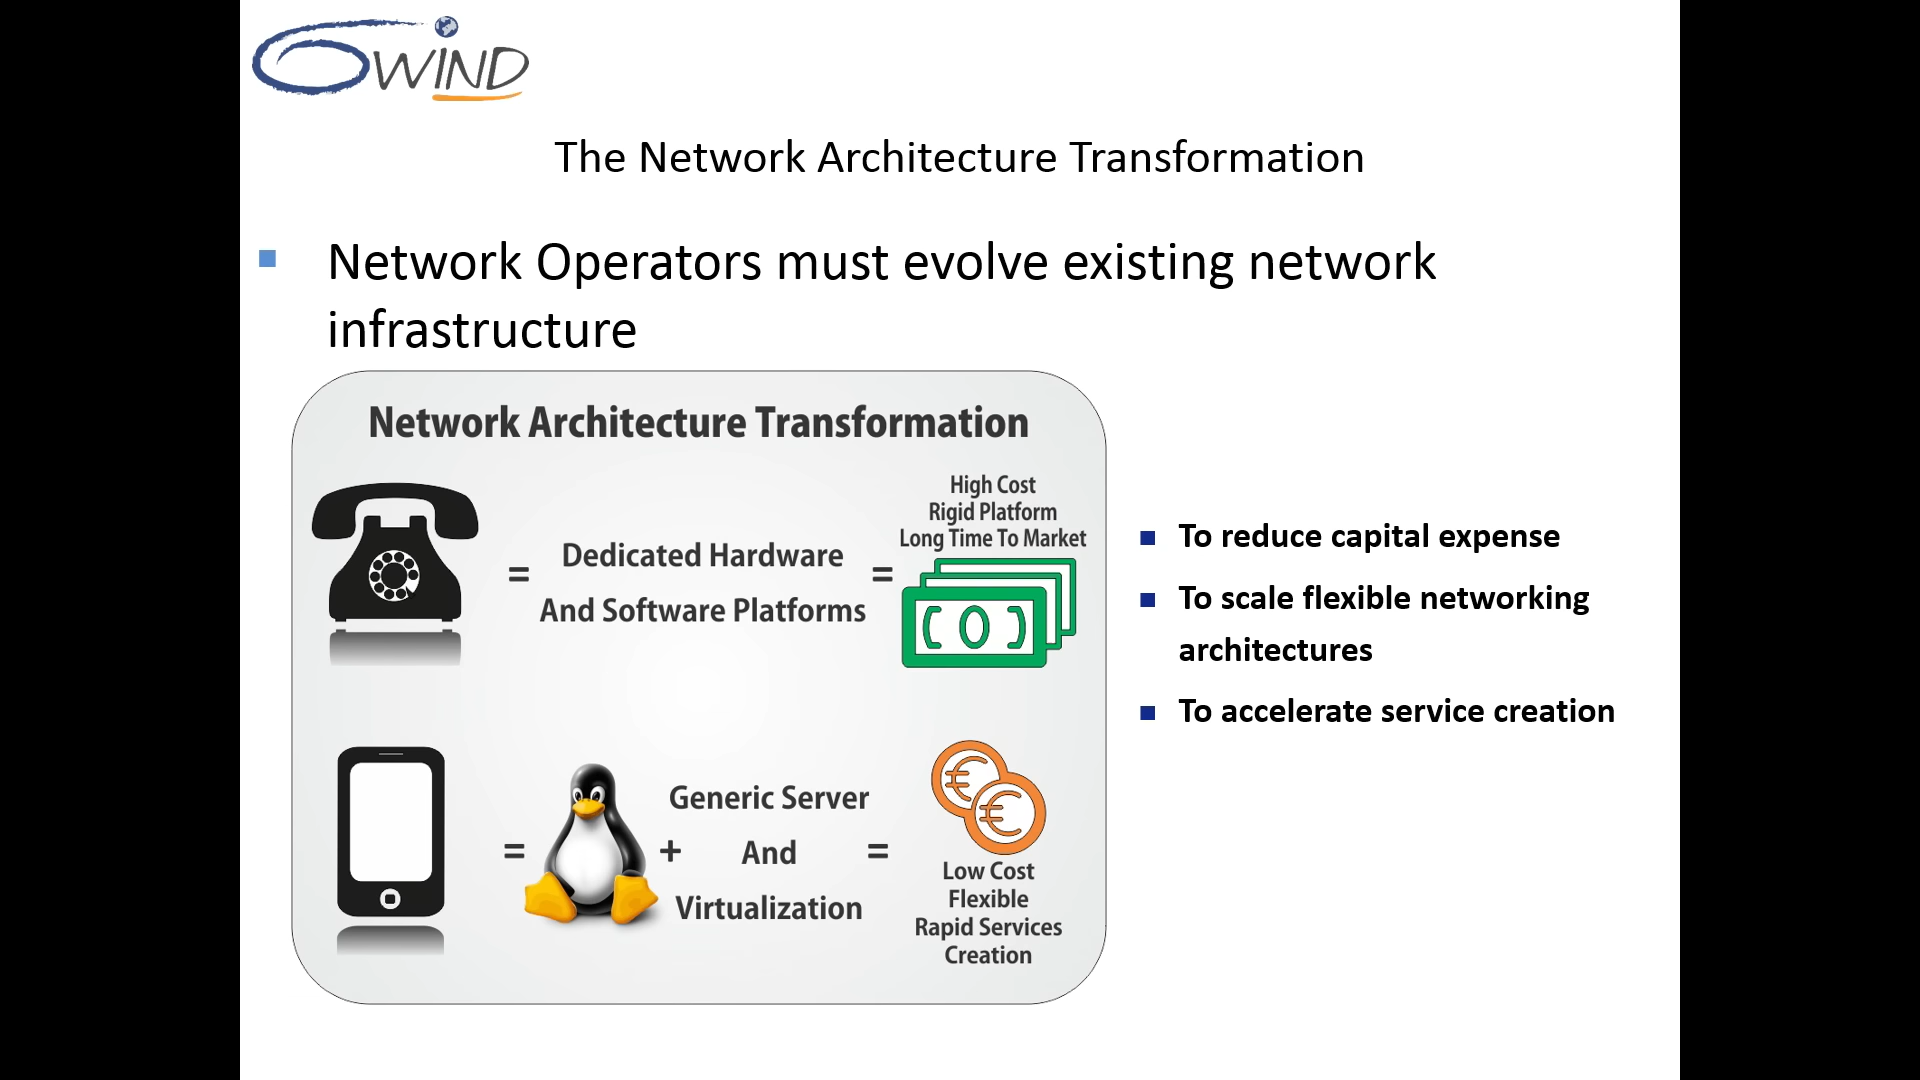 6WIND
The Network Architecture Transformation
Network Operators must evolve existing network
infrastructure
Network Architecture Transformation
High Cost
Rigid Platform
Long Time To Market
=
Dedicated Hardware
And Software Platforms
=
To reduce capital expense
To scale flexible networking
architectures
To accelerate service creation
=
+
Generic Server
And
Virtualization
=
Low Cost
Flexible
Rapid Services
Creation